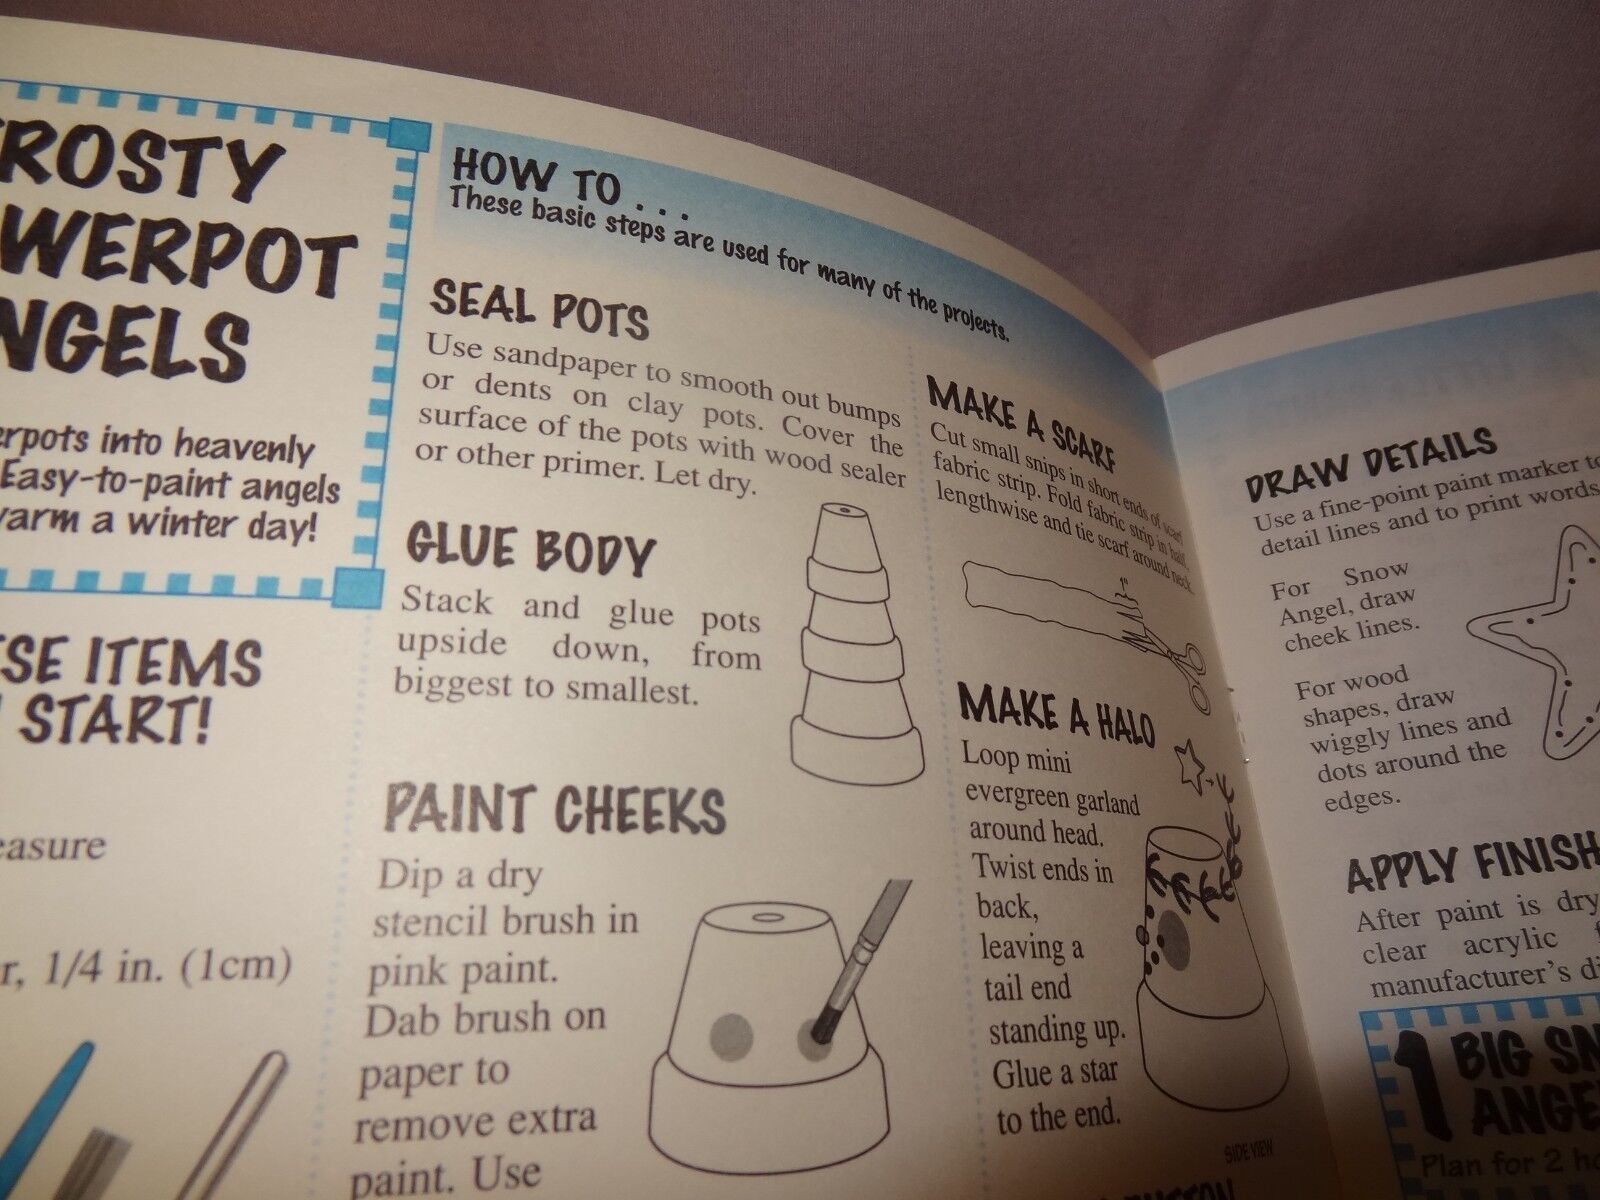 ROSTY
WERPOT
NGELS
erpots into heavenly
Easy-to-paint angels
warm a winter day!
SE ITEMS
START!
easure
r, 1/4 in. (1cm)
HOW TO . . .
These basic steps are used for many of the projects.
SEAL POTS
Use sandpaper to smooth out bumps
or dents on clay pots. Cover the
surface of the pots with wood sealer
or other primer. Let dry.
GLUE BODY
Stack and glue pots
upside down, from
biggest to smallest.
PAINT CHEEKS
Dip a dry
stencil brush in
pink paint.
Dab brush on
paper to
remove extra
paint. Use
MAKE A SCARF
Cut small snips in short ends of scarf
fabric strip. Fold fabric strip in half
lengthwise and tie scarf around neck.
1"
MAKE A HALO
Loop mini
evergreen garland
around head.
Twist ends in
back,
leaving a
tail end
standing up.
Glue a star
to the end.
SIDE VIEW
BUTTON
DRAW DETAILS
Use a fine-point paint marker to
detail lines and to print words
For Snow
Angel, draw
cheek lines.
For wood
shapes, draw
wiggly lines and
dots around the
edges.
APPLY FINISH
After paint is dry
clear acrylic
manufacturer's di
1 BIG SN
ANGE
Plan for 2 ho